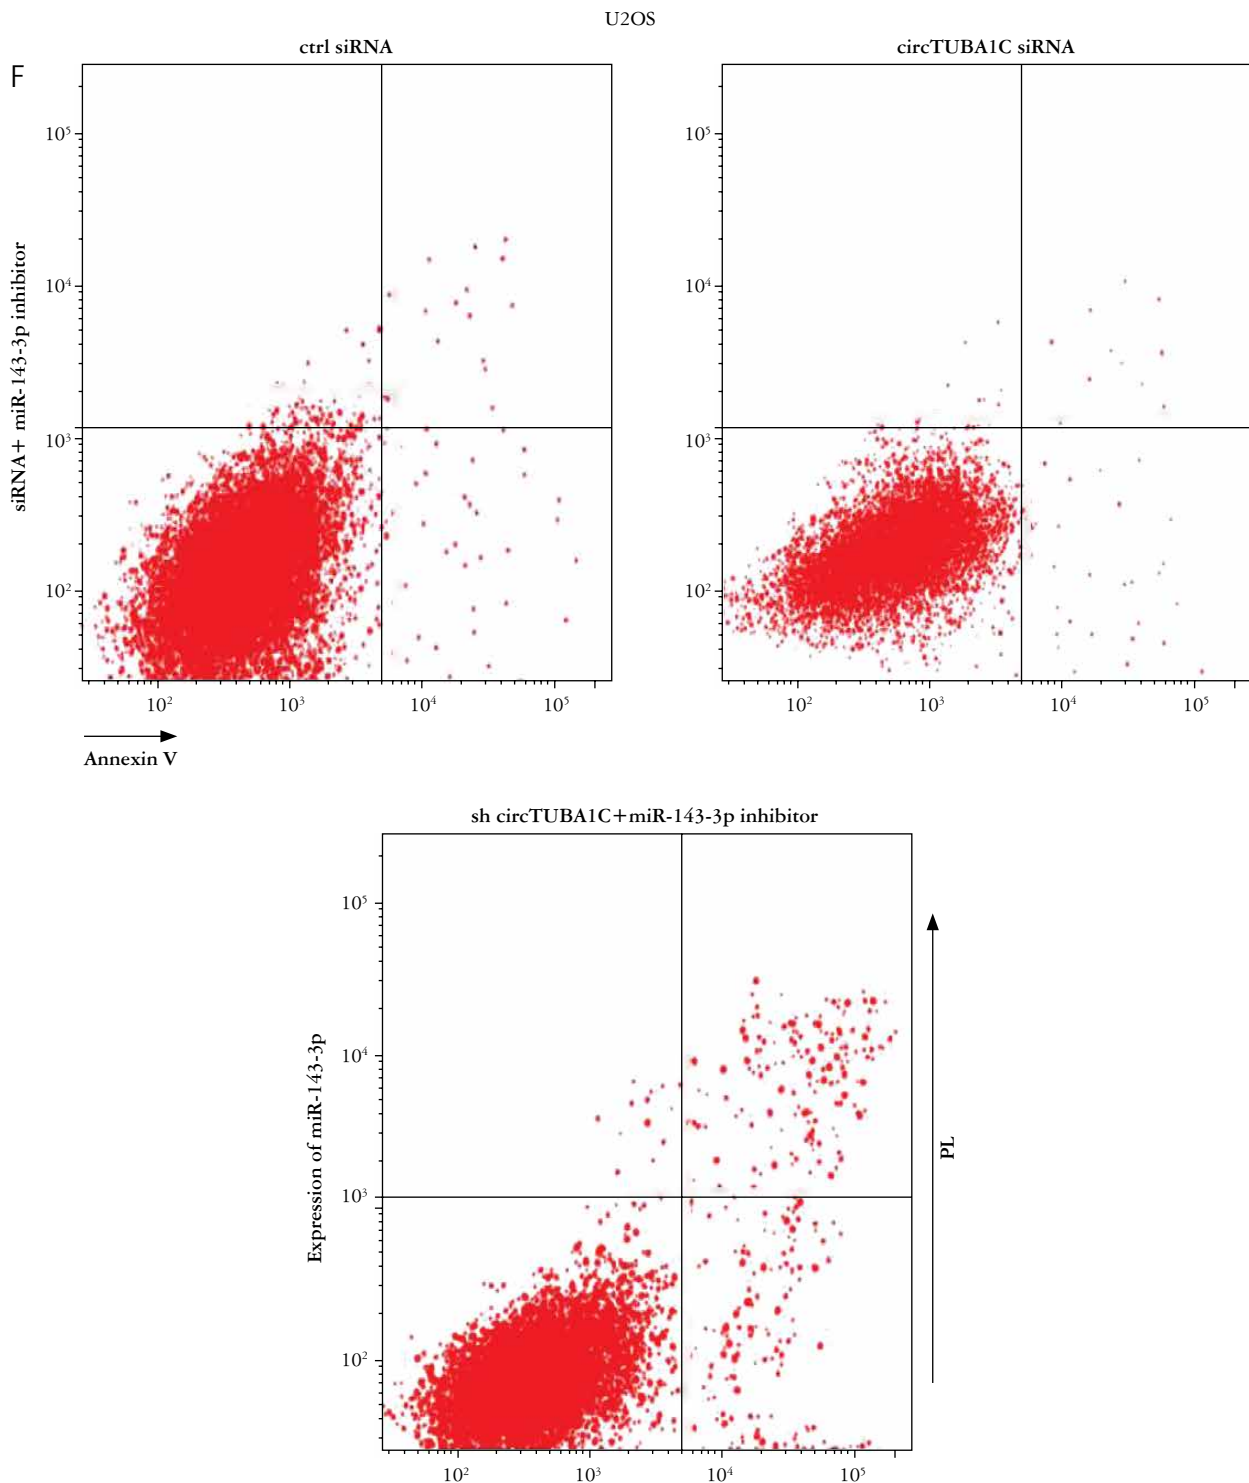 U2OS
ctrl siRNA
circTUBA1C siRNA
F
siRNA+ miR-143-3p inhibitor
10⁵
10⁴
10³
10²
10² 10³ 10⁴ 10⁵
10⁵
10⁴
10³
10²
10² 10³ 10⁴ 10⁵
Annexin V
sh circTUBA1C+miR-143-3p inhibitor
Expression of miR-143-3p
10⁵
10⁴
10³
10²
10² 10³ 10⁴ 10⁵
PL